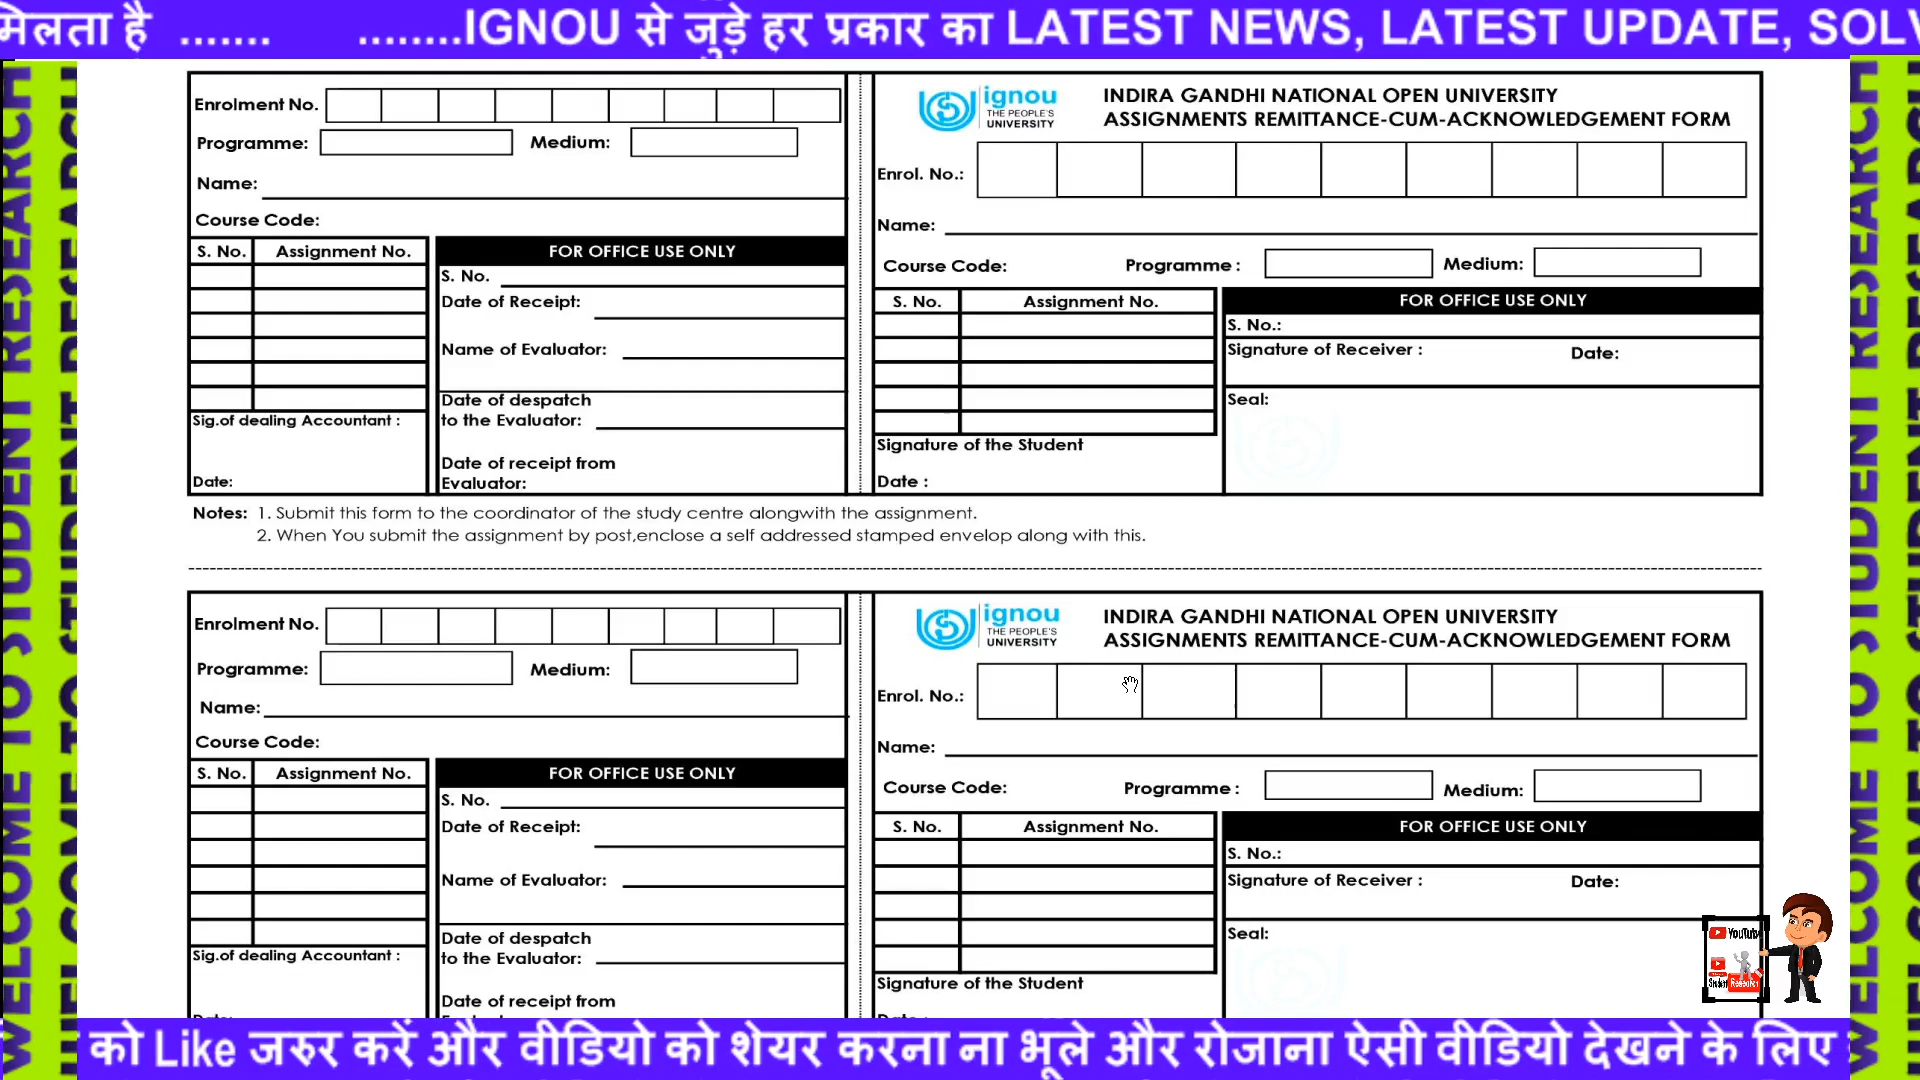 मिलता है ....... ........IGNOU से जुड़े हर प्रकार का LATEST NEWS, LATEST UPDATE,
WELCOME TO STUDENT RESEARCH
Enrolment No.
Programme: Medium:
Name:
Course Code:
S. No. Assignment No.
FOR OFFICE USE ONLY
S. No.
Date of Receipt:
Name of Evaluator:
Date of despatch
to the Evaluator:
Date of receipt from
Evaluator:
Sig.of dealing Accountant :
Date:
ignou
THE PEOPLE'S
UNIVERSITY
INDIRA GANDHI NATIONAL OPEN UNIVERSITY
ASSIGNMENTS REMITTANCE-CUM-ACKNOWLEDGEMENT FORM
Enrol. No.:
Name:
Course Code: Programme : Medium:
S. No. Assignment No.
FOR OFFICE USE ONLY
S. No.:
Signature of Receiver : Date:
Seal:
Signature of the Student
Date :
Notes: 1. Submit this form to the coordinator of the study centre alongwith the assignment.
2. When You submit the assignment by post,enclose a self addressed stamped envelop along with this.
Enrolment No.
Programme: Medium:
Name:
Course Code:
S. No. Assignment No.
FOR OFFICE USE ONLY
S. No.
Date of Receipt:
Name of Evaluator:
Date of despatch
to the Evaluator:
Date of receipt from
Sig.of dealing Accountant :
ignou
THE PEOPLE'S
UNIVERSITY
INDIRA GANDHI NATIONAL OPEN UNIVERSITY
ASSIGNMENTS REMITTANCE-CUM-ACKNOWLEDGEMENT FORM
Enrol. No.:
Name:
Course Code: Programme : Medium:
S. No. Assignment No.
FOR OFFICE USE ONLY
S. No.:
Signature of Receiver : Date:
Seal:
Signature of the Student
YouTube
Student Research
को Like जरुर करें और वीडियो को शेयर करना ना भूले और रोजाना ऐसी वीडियो देखने के लिए